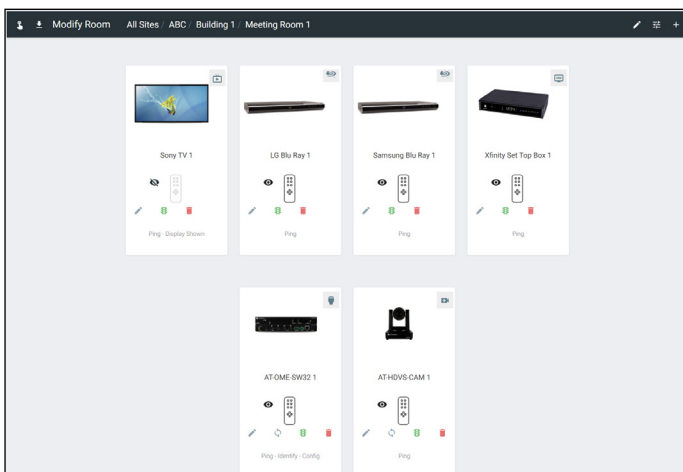 Modify Room All Sites / ABC / Building 1 / Meeting Room 1
Sony TV 1
LG Blu Ray 1
Samsung Blu Ray 1
Xfinity Set Top Box 1
Ping - Display Shown
Ping
Ping
Ping
AT-OME-SW32 1
AT-HDVS-CAM 1
Ping - Identify - Config
Ping